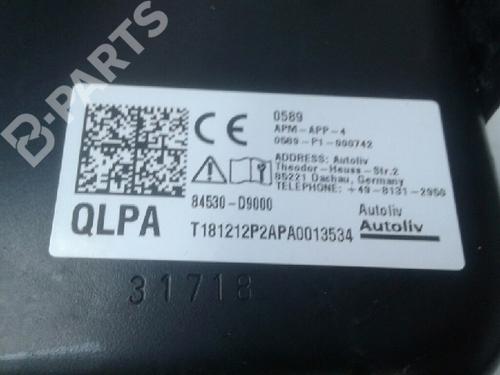 B-PARTS
CE
0589
APM-APP-4
0589-P1-000742
ADDRESS: Autoliv
Theodor-Heuss-Str.2
85221 Dachau, Germany
TELEPHONE: +49-8131-2950
84530-D9000
QLPA
T181212P2APA0013534
Autoliv
Autoliv
31718